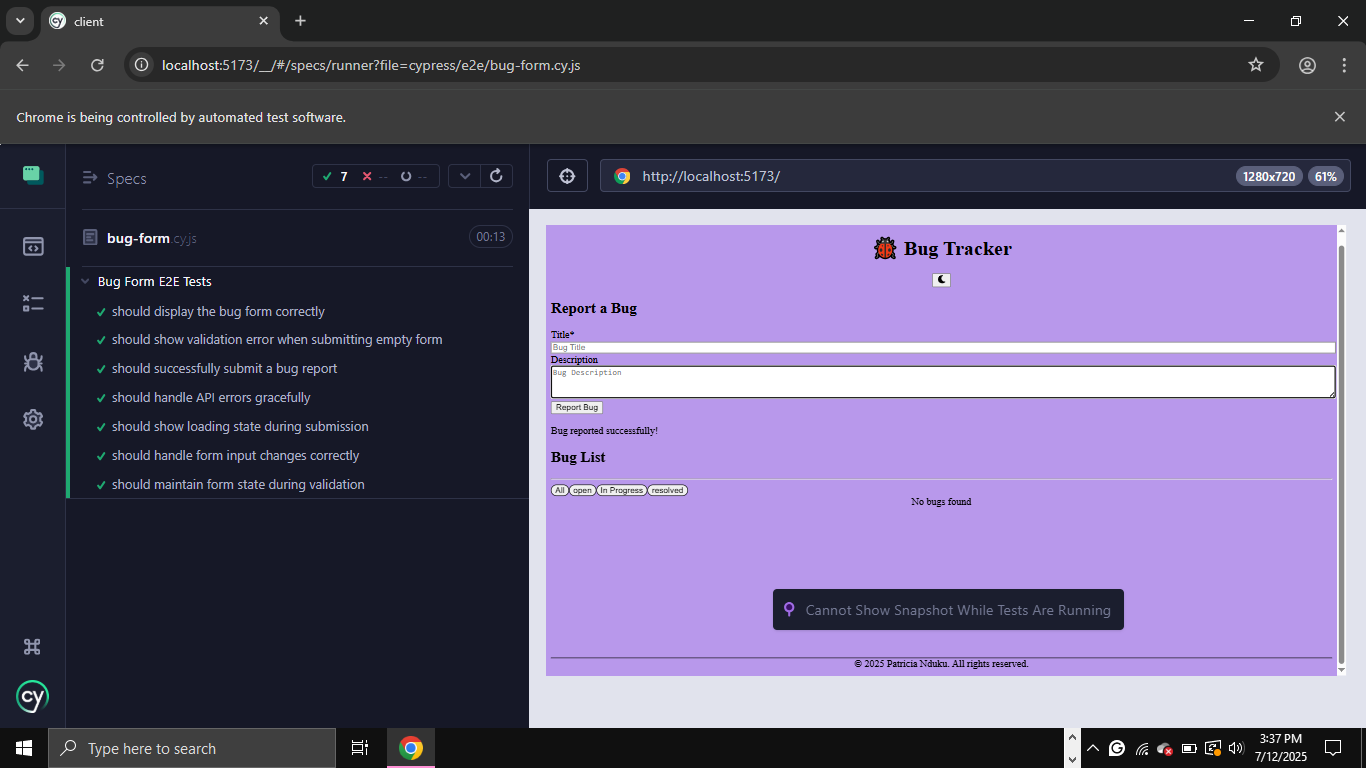 client
localhost:5173/__/#/specs/runner?file=cypress/e2e/bug-form.cy.js
Chrome is being controlled by automated test software.
Specs
7 -- --
bug-form.cy.js
00:13
Bug Form E2E Tests
should display the bug form correctly
should show validation error when submitting empty form
should successfully submit a bug report
should handle API errors gracefully
should show loading state during submission
should handle form input changes correctly
should maintain form state during validation
cy
http://localhost:5173/
1280x720
61%
Bug Tracker
Report a Bug
Title*
Bug Title
Description
Bug Description
Report Bug
Bug reported successfully!
Bug List
All open In Progress resolved
No bugs found
Cannot Show Snapshot While Tests Are Running
© 2025 Patricia Nduku. All rights reserved.
Type here to search
3:37 PM
7/12/2025